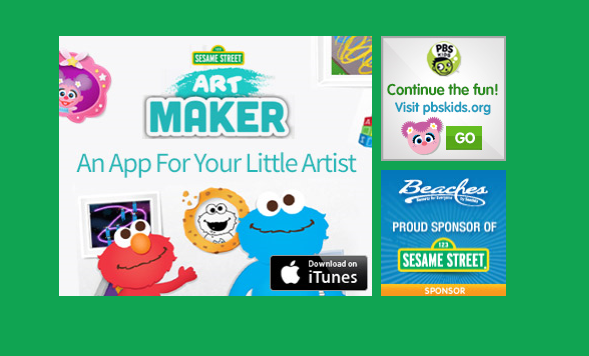 SESAME STREET
ART
MAKER
An App For Your Little Artist
Download on
iTunes
PBS
KIDS
Continue the fun!
Visit pbskids.org
GO
Beaches
PROUD SPONSOR OF
123
SESAME STREET
SPONSOR